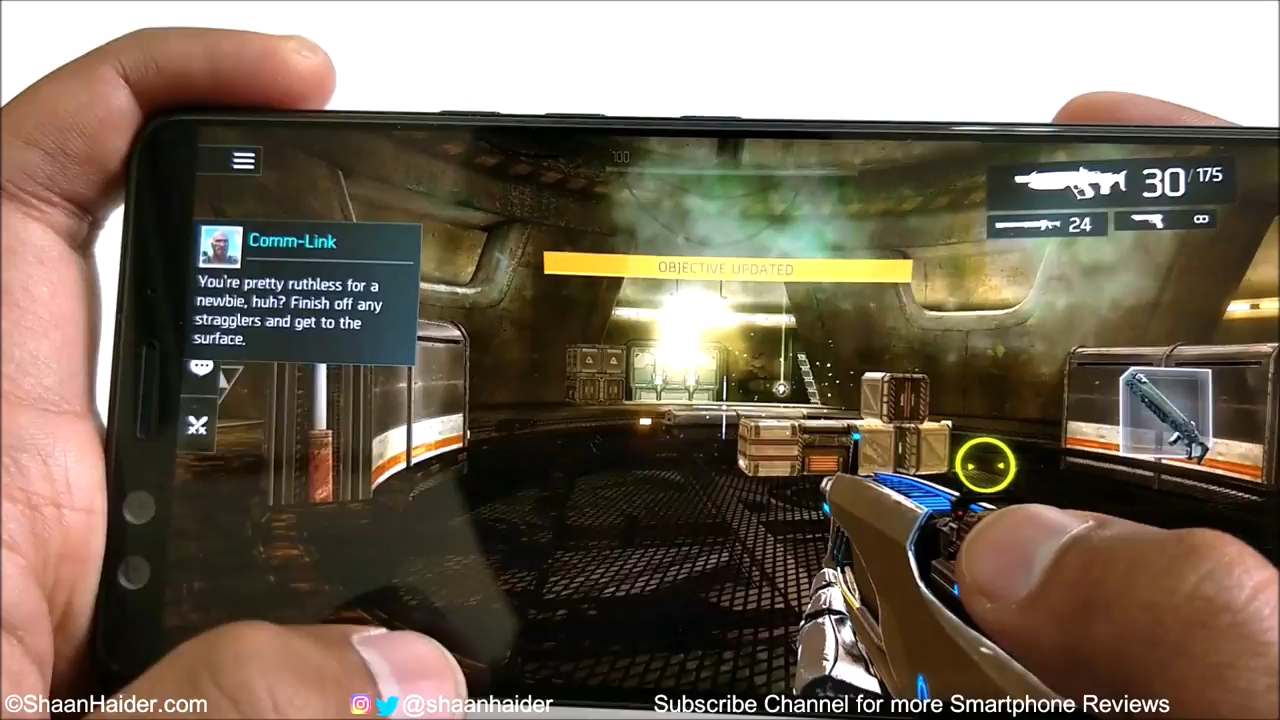 100
30/175
24
∞
Comm-Link
You're pretty ruthless for a
newbie, huh? Finish off any
stragglers and get to the
surface.
OBJECTIVE UPDATED
©ShaanHaider.com
@shaanhaider
Subscribe Channel for more Smartphone Reviews